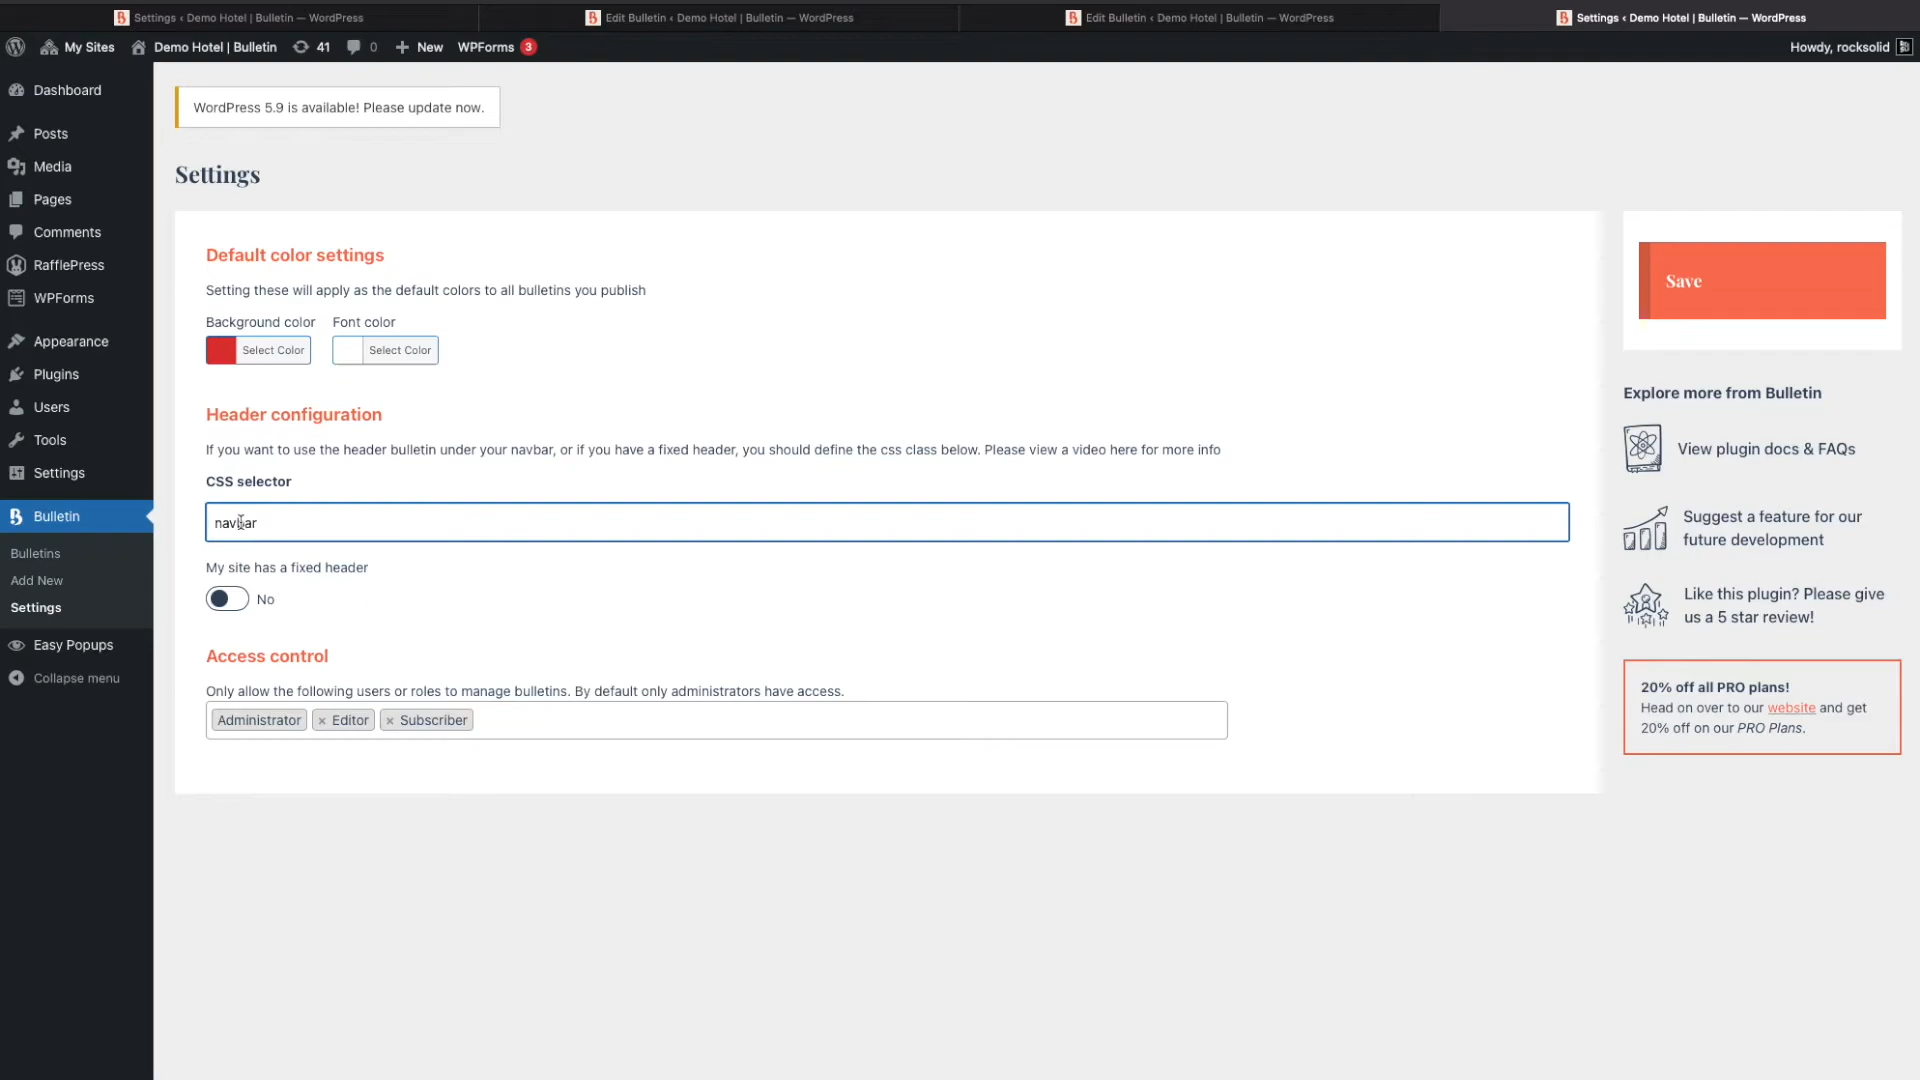 Settings ‹ Demo Hotel | Bulletin — WordPress
Edit Bulletin ‹ Demo Hotel | Bulletin — WordPress
Edit Bulletin ‹ Demo Hotel | Bulletin — WordPress
Settings ‹ Demo Hotel | Bulletin — WordPress
My Sites
Demo Hotel | Bulletin
41
0
New
WPForms 3
Howdy, rocksolid
Dashboard
Posts
Media
Pages
Comments
RafflePress
WPForms
Appearance
Plugins
Users
Tools
Settings
Bulletin
Bulletins
Add New
Settings
Easy Popups
Collapse menu
WordPress 5.9 is available! Please update now.
Settings
Default color settings
Setting these will apply as the default colors to all bulletins you publish
Background color
Font color
Select Color
Select Color
Header configuration
If you want to use the header bulletin under your navbar, or if you have a fixed header, you should define the css class below. Please view a video here for more info
CSS selector
navbar
My site has a fixed header
No
Access control
Only allow the following users or roles to manage bulletins. By default only administrators have access.
Administrator
× Editor
× Subscriber
Save
Explore more from Bulletin
View plugin docs & FAQs
Suggest a feature for our
future development
Like this plugin? Please give
us a 5 star review!
20% off all PRO plans!
Head on over to our website and get
20% off on our PRO Plans.